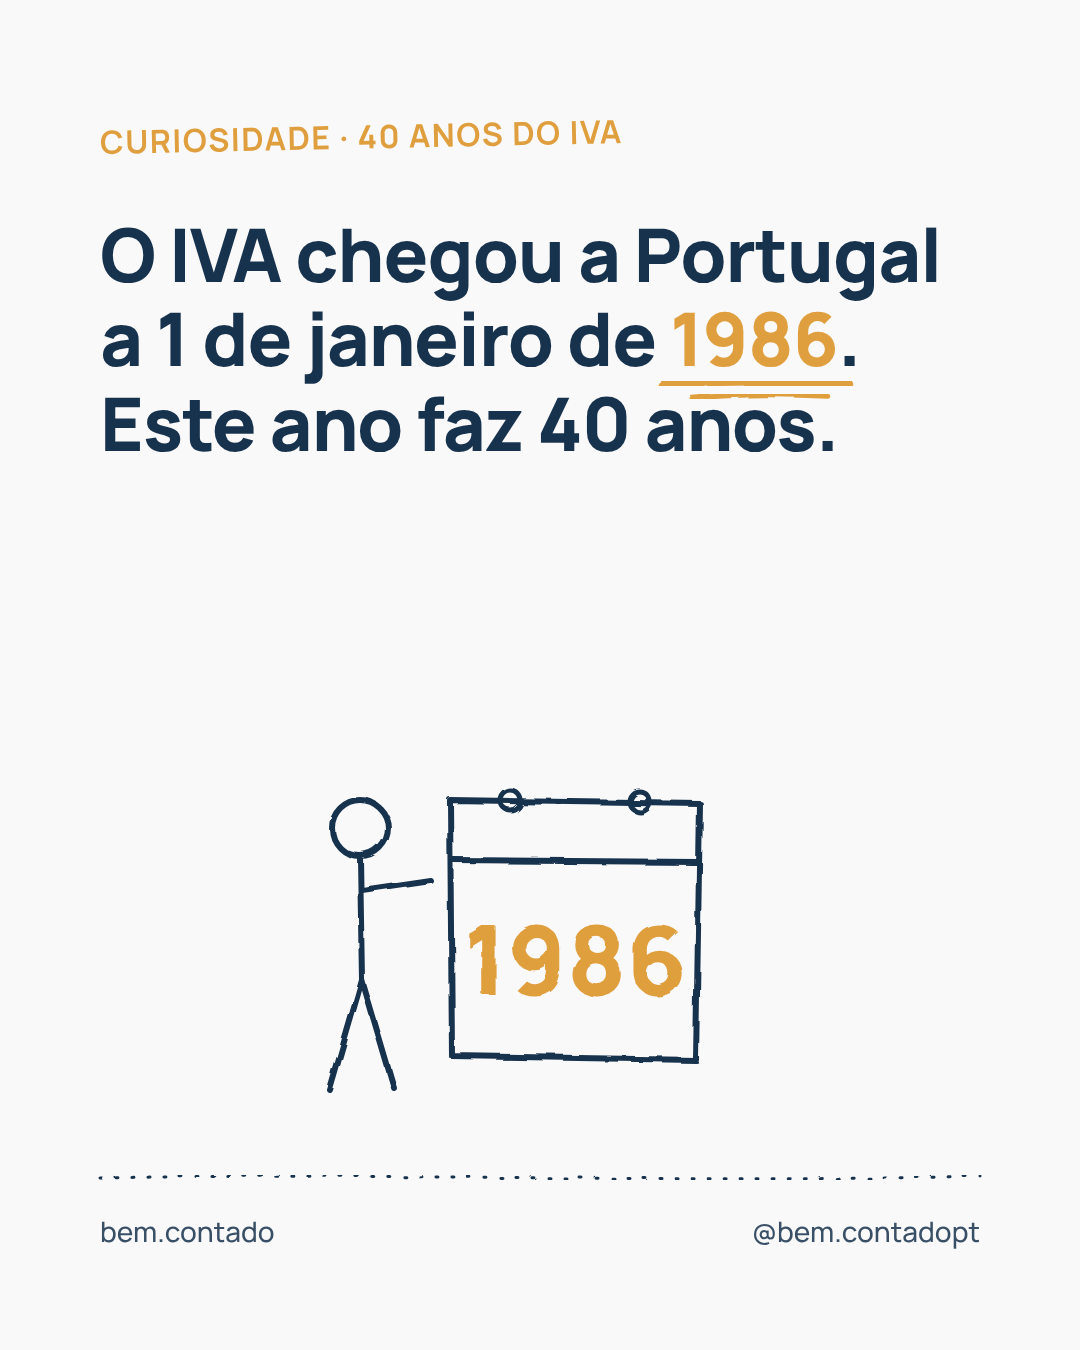 CURIOSIDADE · 40 ANOS DO IVA
O IVA chegou a Portugal
a 1 de janeiro de 1986.
Este ano faz 40 anos.
1986
bem.contado
@bem.contadopt